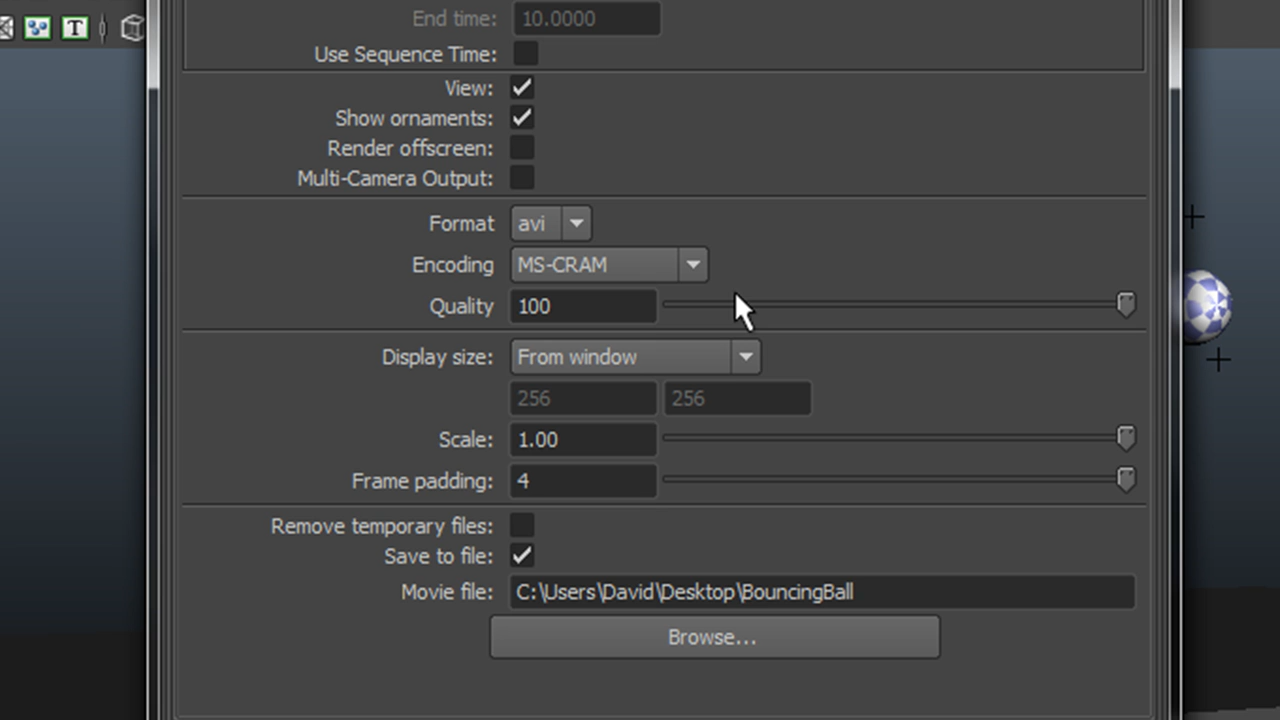 T
End time: 10.0000
Use Sequence Time:
View:
Show ornaments:
Render offscreen:
Multi-Camera Output:
Format avi
Encoding MS-CRAM
Quality 100
Display size: From window
256 256
Scale: 1.00
Frame padding: 4
Remove temporary files:
Save to file:
Movie file: C:\Users\David\Desktop\BouncingBall
Browse...